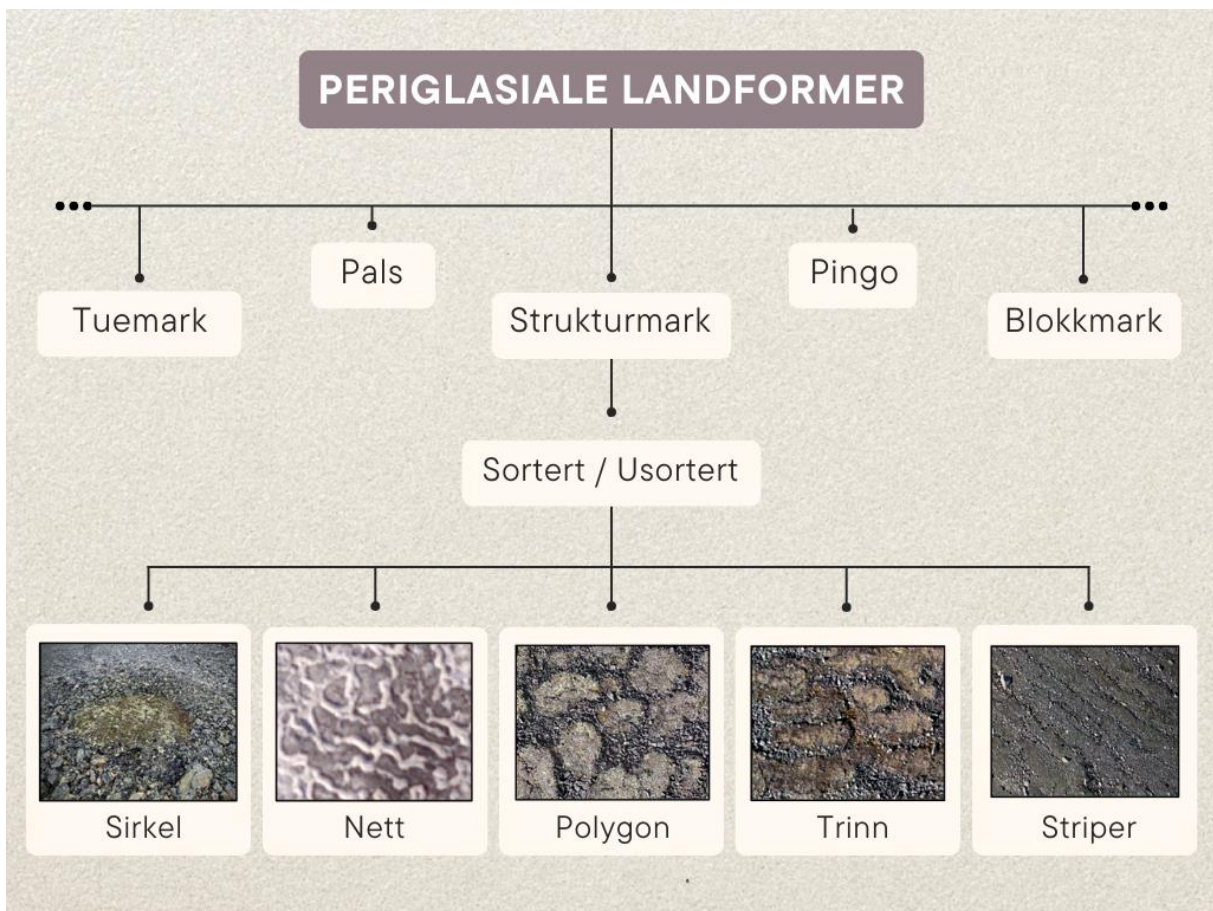 PERIGLASIALE LANDFORMER
Pals
Pingo
Tuemark
Strukturmark
Blokkmark
Sortert / Usortert
Sirkel
Nett
Polygon
Trinn
Striper